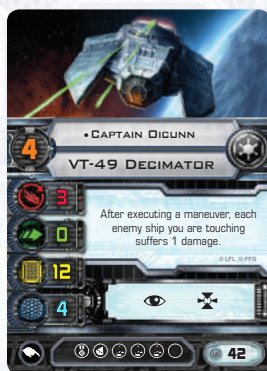 •Captain Oicunn
4
VT-49 Decimator
3
After executing a maneuver, each
enemy ship you are touching
suffers 1 damage.
0
©LFL ©FFG
12
4
42